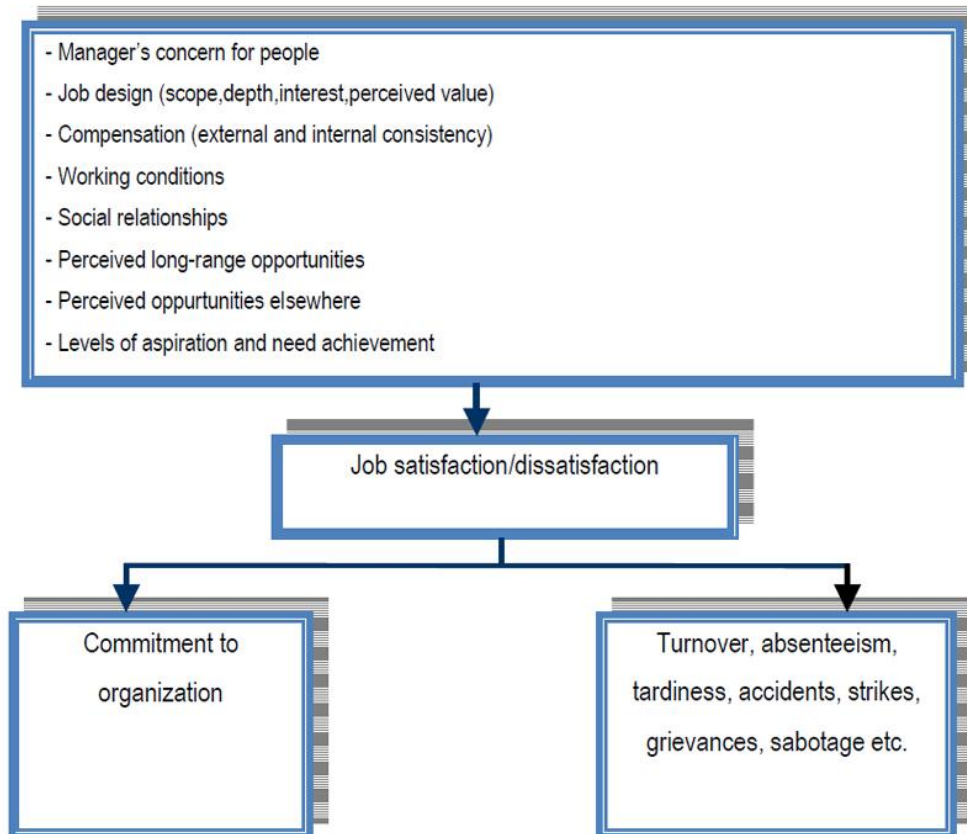 - Manager's concern for people
- Job design (scope,depth,interest,perceived value)
- Compensation (external and internal consistency)
- Working conditions
- Social relationships
- Perceived long-range opportunities
- Perceived oppurtunities elsewhere
- Levels of aspiration and need achievement
Job satisfaction/dissatisfaction
Commitment to
organization
Turnover, absenteeism,
tardiness, accidents, strikes,
grievances, sabotage etc.